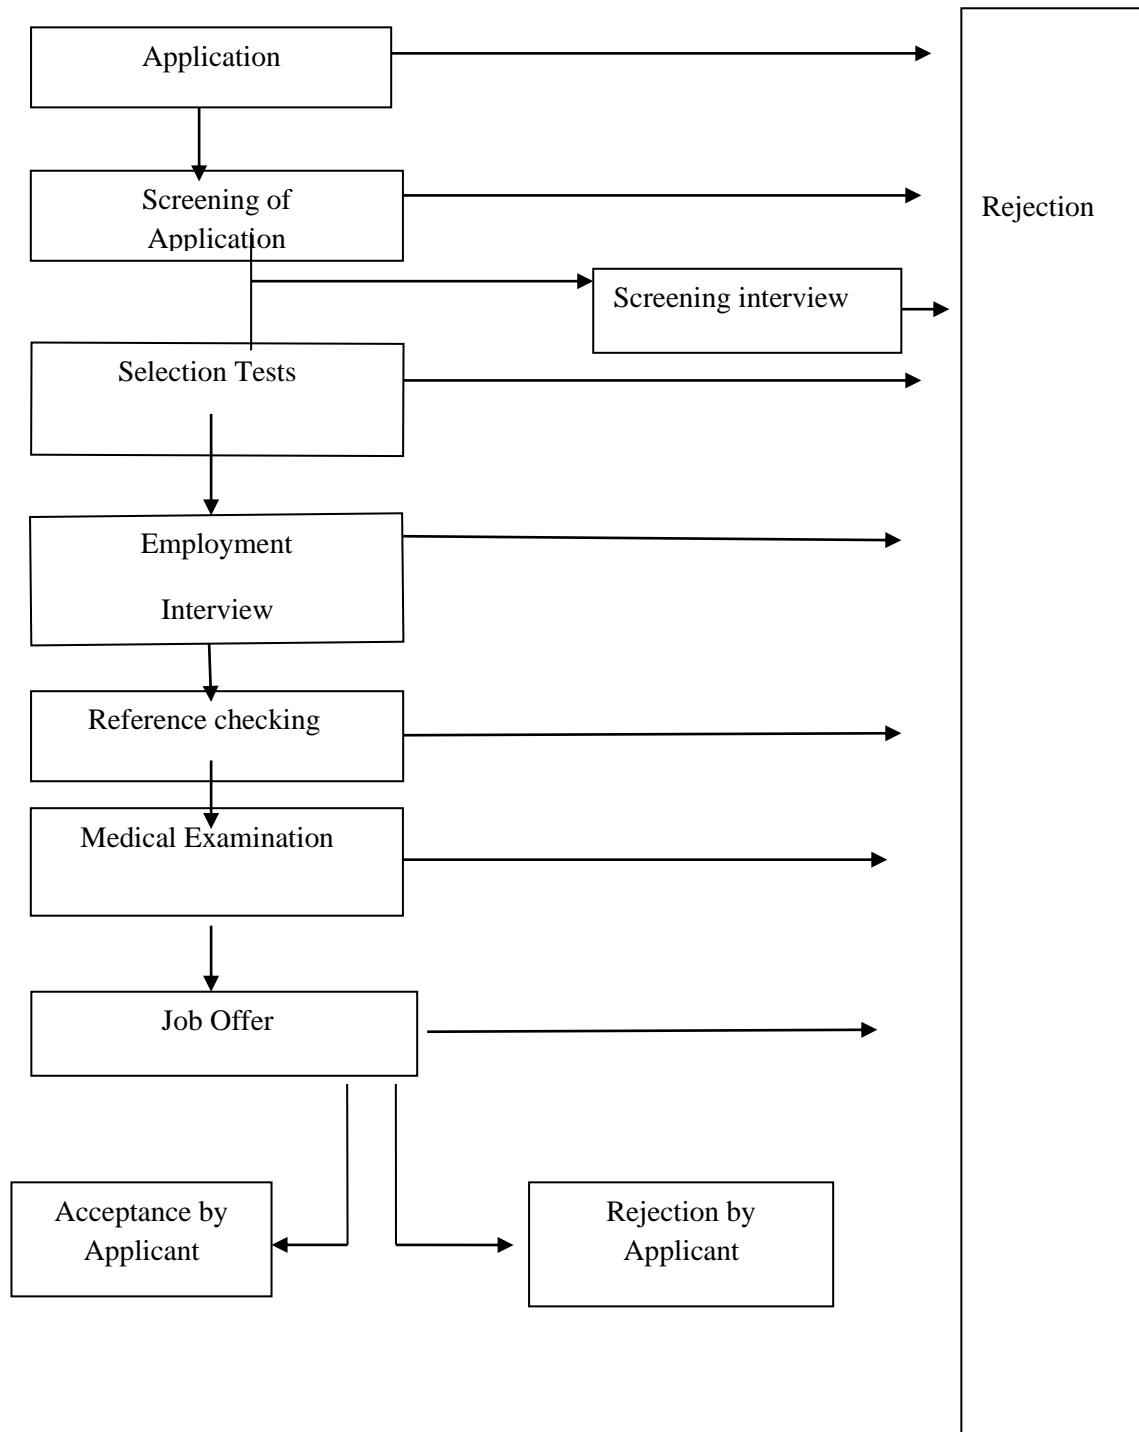 Application
Screening of
Application
Rejection
Screening interview
Selection Tests
Employment
Interview
Reference checking
Medical Examination
Job Offer
Acceptance by
Applicant
Rejection by
Applicant